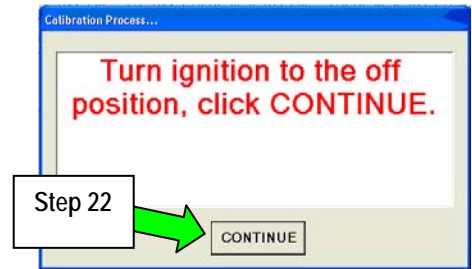 Calibration Process...
Turn ignition to the off
position, click CONTINUE.
Step 22
CONTINUE